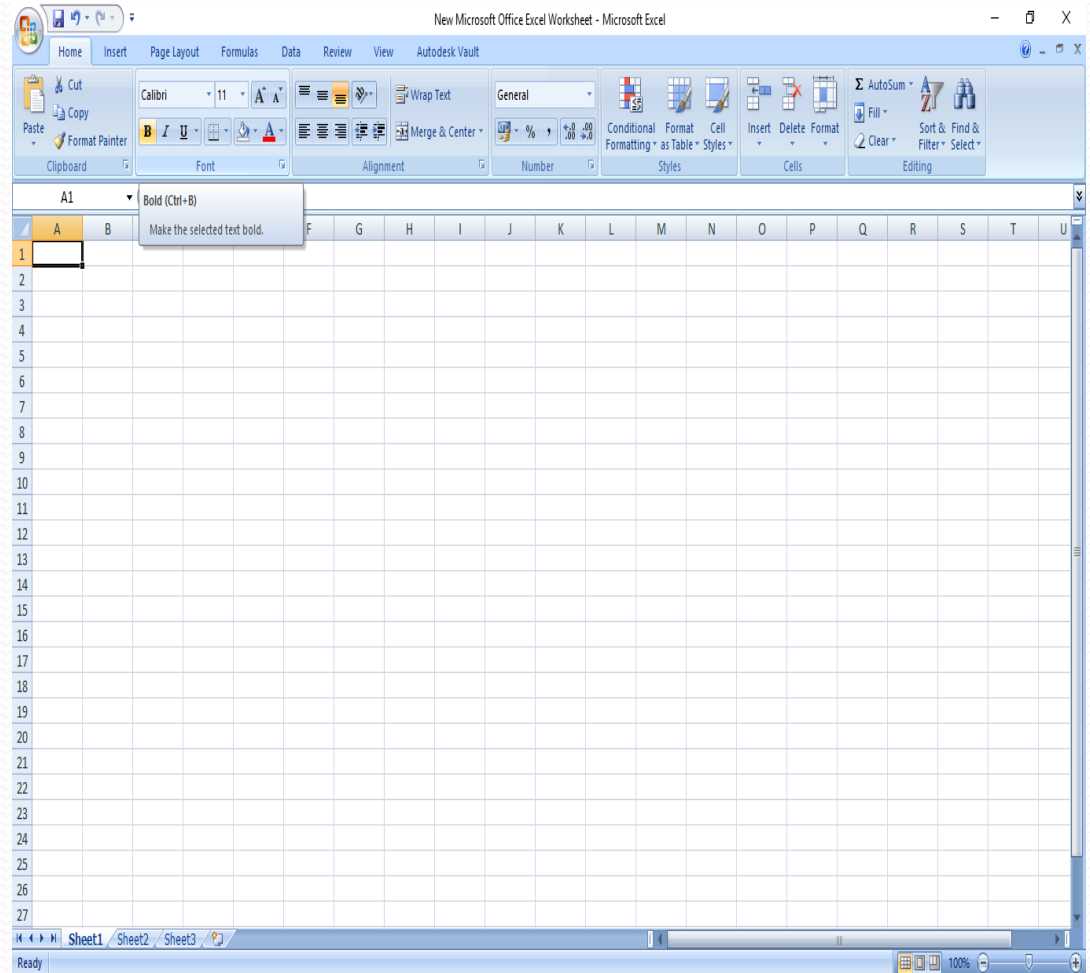 New Microsoft Office Excel Worksheet - Microsoft Excel
Home Insert Page Layout Formulas Data Review View Autodesk Vault
Paste
Cut
Copy
Format Painter
Clipboard
Calibri 11
B I U
Font
Wrap Text
Merge & Center
Alignment
General
% ,
Number
Conditional Formatting
Format as Table
Cell Styles
Styles
Insert Delete Format
Cells
Σ AutoSum
Fill
Clear
Sort & Filter
Find & Select
Editing
A1
Bold (Ctrl+B)
Make the selected text bold.
A B F G H I J K L M N O P Q R S T U
1
2
3
4
5
6
7
8
9
10
11
12
13
14
15
16
17
18
19
20
21
22
23
24
25
26
27
Sheet1 Sheet2 Sheet3
Ready 100%